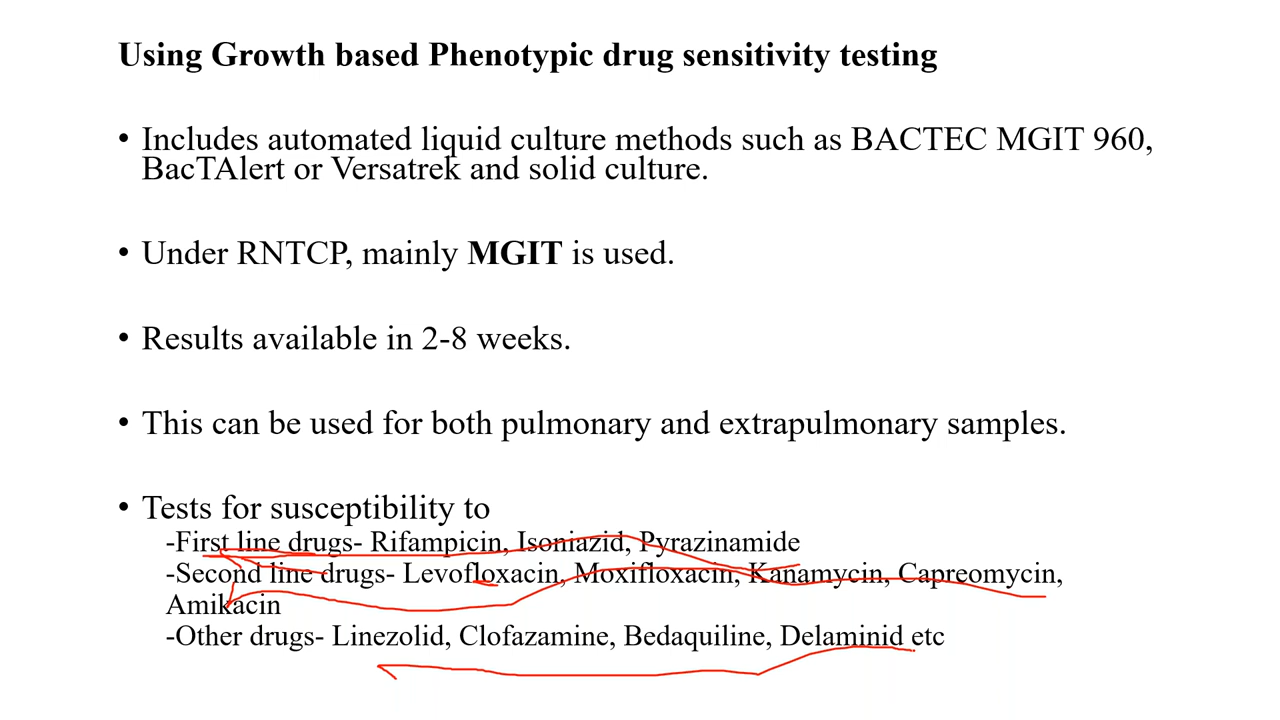 Using Growth based Phenotypic drug sensitivity testing
• Includes automated liquid culture methods such as BACTEC MGIT 960,
BacTAlert or Versatrek and solid culture.
• Under RNTCP, mainly MGIT is used.
• Results available in 2-8 weeks.
• This can be used for both pulmonary and extrapulmonary samples.
• Tests for susceptibility to
-First line drugs- Rifampicin, Isoniazid, Pyrazinamide
-Second line drugs- Levofloxacin, Moxifloxacin, Kanamycin, Capreomycin,
Amikacin
-Other drugs- Linezolid, Clofazamine, Bedaquiline, Delaminid etc